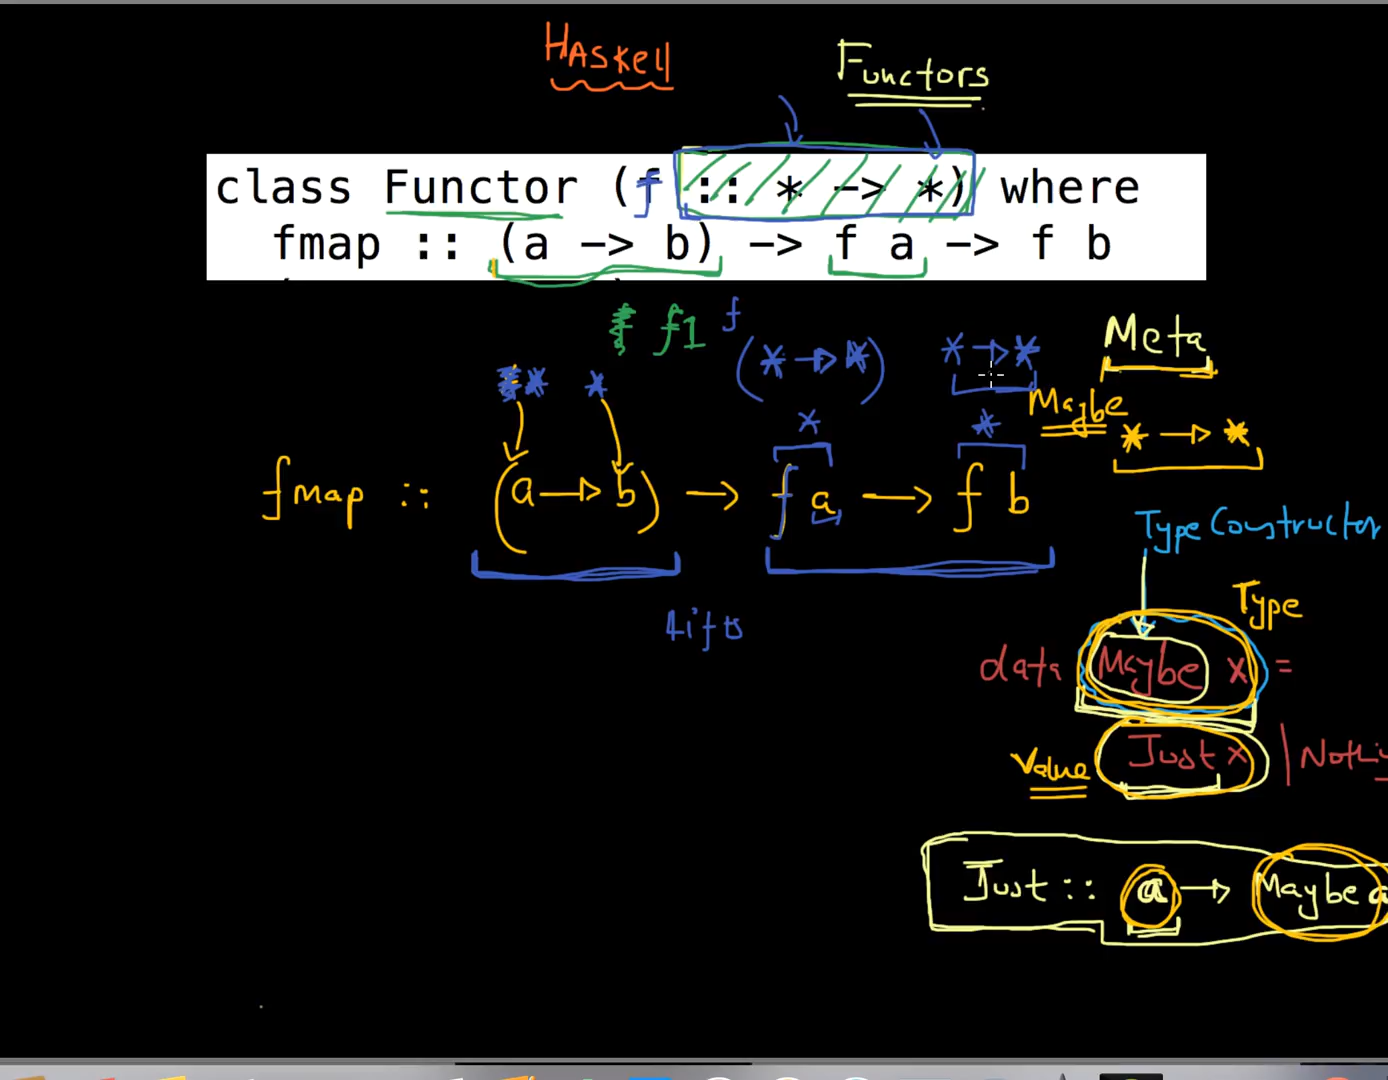 HASkell
Functors
class Functor (f :: * -> *) where
fmap :: (a -> b) -> f a -> f b
f1 f
(* -> *) * -> *
Meta
* *
Maybe
* -> *
* *
fmap :: (a -> b) -> f a -> f b
Type Constructor
lifts
Type
data Maybe x =
Value Just x | Nothi
Just :: a -> Maybe a